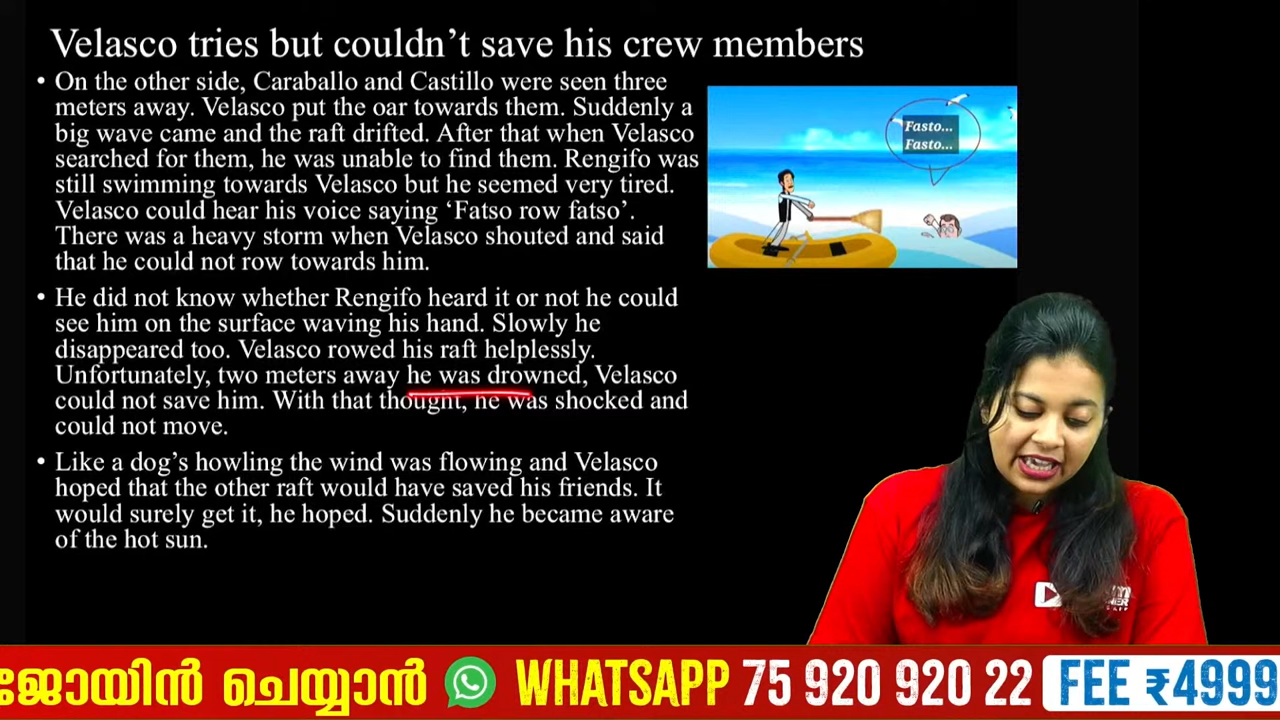 Velasco tries but couldn’t save his crew members
• On the other side, Caraballo and Castillo were seen three
meters away. Velasco put the oar towards them. Suddenly a
big wave came and the raft drifted. After that when Velasco
searched for them, he was unable to find them. Rengifo was
still swimming towards Velasco but he seemed very tired.
Velasco could hear his voice saying ‘Fatso row fatso’.
There was a heavy storm when Velasco shouted and said
that he could not row towards him.
• He did not know whether Rengifo heard it or not he could
see him on the surface waving his hand. Slowly he
disappeared too. Velasco rowed his raft helplessly.
Unfortunately, two meters away he was drowned, Velasco
could not save him. With that thought, he was shocked and
could not move.
• Like a dog’s howling the wind was flowing and Velasco
hoped that the other raft would have saved his friends. It
would surely get it, he hoped. Suddenly he became aware
of the hot sun.
Fasto...
Fasto...
ജോയിൻ ചെയ്യാൻ WHATSAPP 75 920 920 22 FEE ₹4999